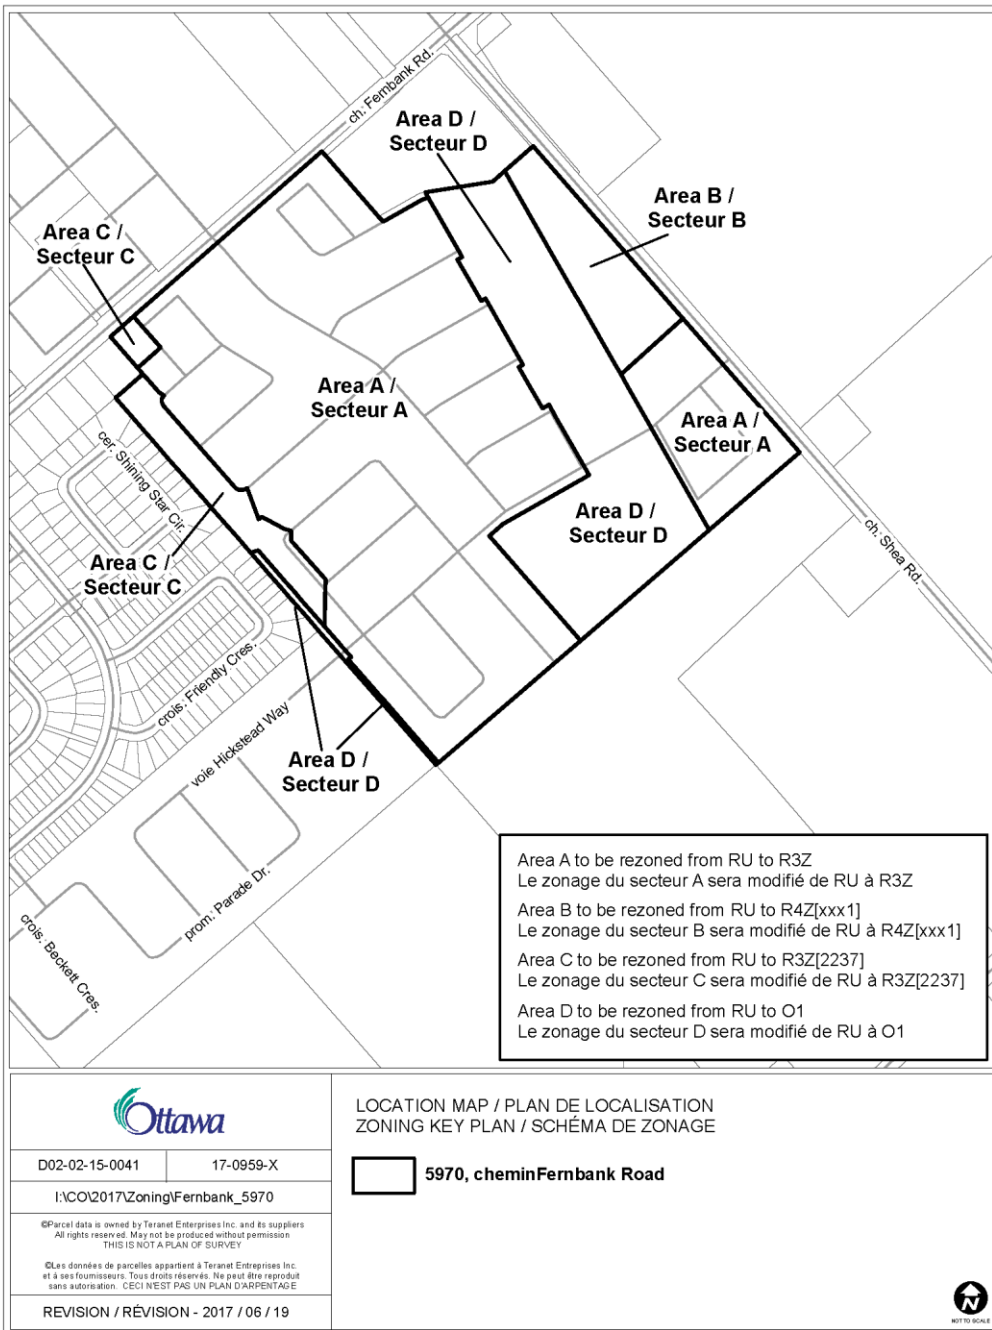 ch. Fernbank Rd.
Area D /
Secteur D
Area B /
Secteur B
Area C /
Secteur C
Area A /
Secteur A
Area A /
Secteur A
cer. Shining Star Cir.
Area D /
Secteur D
ch. Shea Rd.
Area C /
Secteur C
crois. Friendly Cres.
voie Hickstead Way
Area D /
Secteur D
prom. Parade Dr.
crois. Beckett Cres.
Area A to be rezoned from RU to R3Z
Le zonage du secteur A sera modifié de RU à R3Z
Area B to be rezoned from RU to R4Z[xxx1]
Le zonage du secteur B sera modifié de RU à R4Z[xxx1]
Area C to be rezoned from RU to R3Z[2237]
Le zonage du secteur C sera modifié de RU à R3Z[2237]
Area D to be rezoned from RU to O1
Le zonage du secteur D sera modifié de RU à O1
Ottawa
D02-02-15-0041
17-0959-X
I:\CO\2017\Zoning\Fernbank_5970
©Parcel data is owned by Teranet Enterprises Inc. and its suppliers
All rights reserved. May not be produced without permission
THIS IS NOT A PLAN OF SURVEY
©Les données de parcelles appartient à Teranet Entreprises Inc.
et à ses fournisseurs. Tous droits réservés. Ne peut être reproduit
sans autorisation. CECI N'EST PAS UN PLAN D'ARPENTAGE
REVISION / RÉVISION - 2017 / 06 / 19
LOCATION MAP / PLAN DE LOCALISATION
ZONING KEY PLAN / SCHÉMA DE ZONAGE
5970, cheminFernbank Road
N
NOT TO SCALE